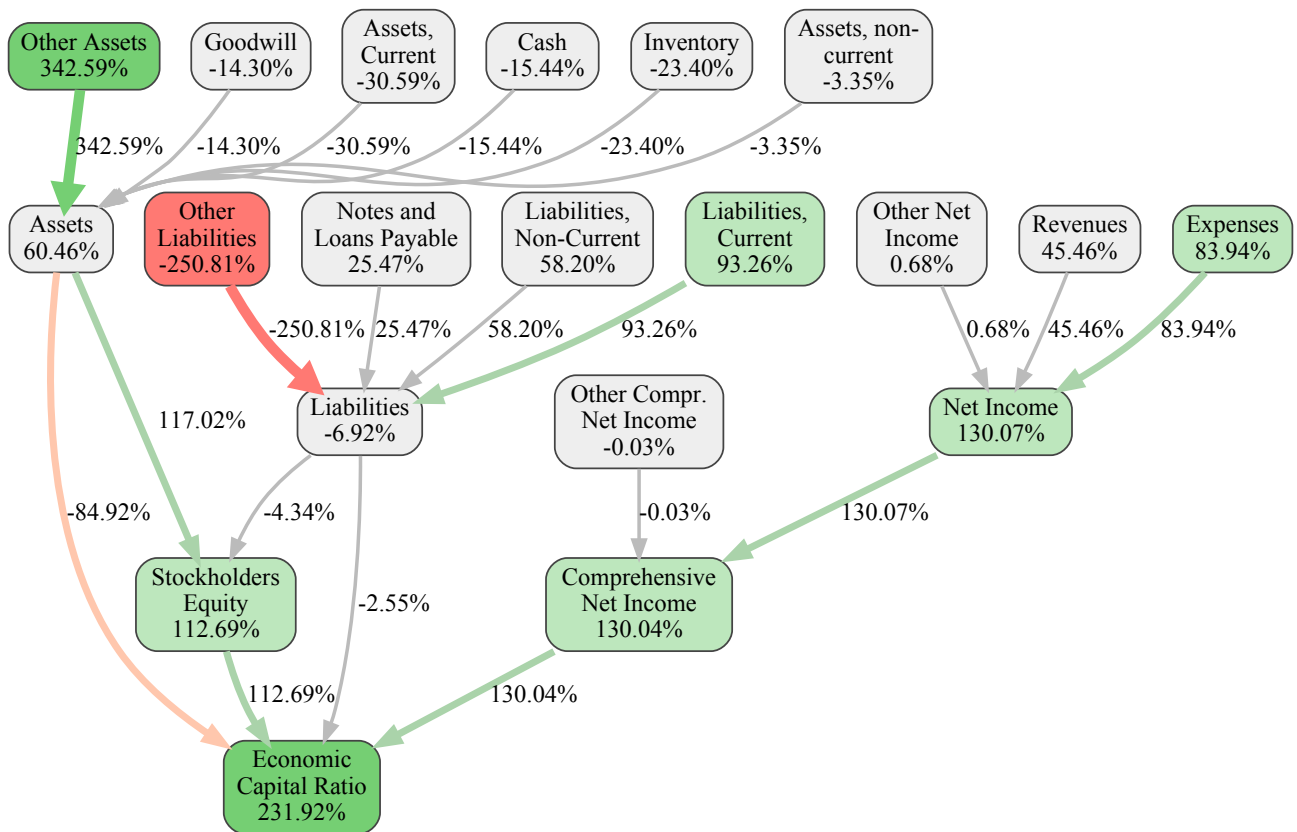 Other Assets
342.59%
Goodwill
-14.30%
Assets,
Current
-30.59%
Cash
-15.44%
Inventory
-23.40%
Assets, non-
current
-3.35%
342.59%
-14.30%
-30.59%
-15.44%
-23.40%
-3.35%
Assets
60.46%
Other
Liabilities
-250.81%
Notes and
Loans Payable
25.47%
Liabilities,
Non-Current
58.20%
Liabilities,
Current
93.26%
Other Net
Income
0.68%
Revenues
45.46%
Expenses
83.94%
-250.81%
25.47%
58.20%
93.26%
0.68%
45.46%
83.94%
117.02%
Liabilities
-6.92%
Other Compr.
Net Income
-0.03%
Net Income
130.07%
-84.92%
-4.34%
-0.03%
130.07%
Stockholders
Equity
112.69%
-2.55%
Comprehensive
Net Income
130.04%
112.69%
130.04%
Economic
Capital Ratio
231.92%